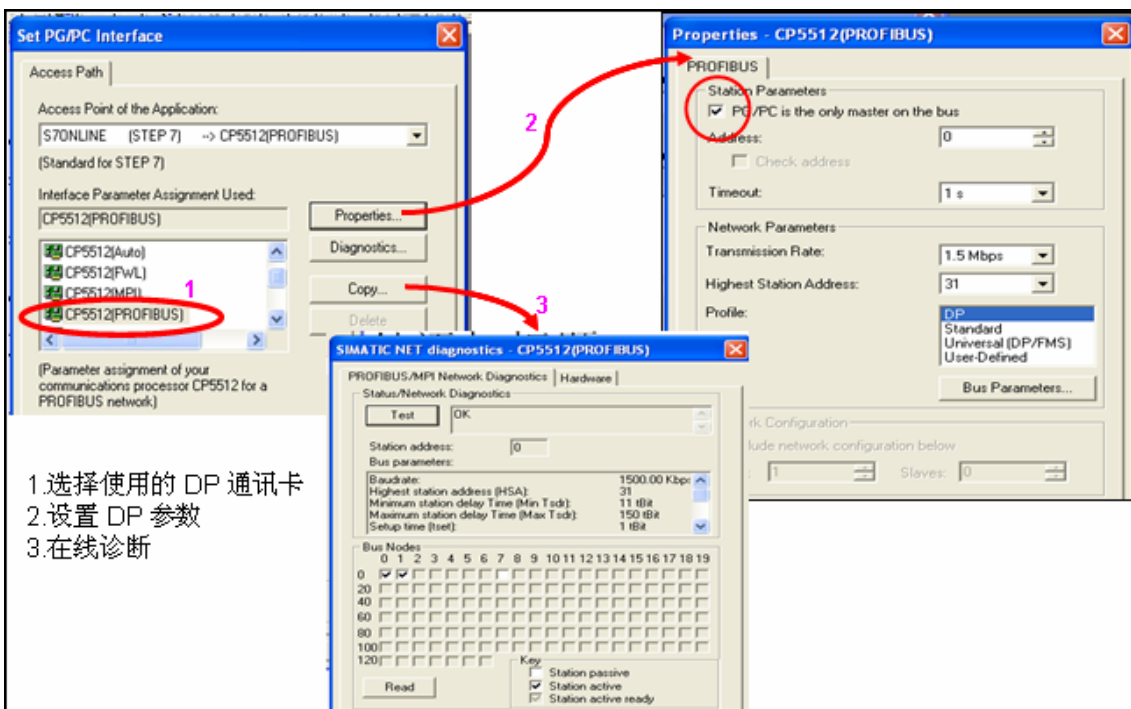 Set PG/PC Interface
Access Path
Access Point of the Application:
S7ONLINE (STEP 7) --> CP5512(PROFIBUS)
(Standard for STEP 7)
Interface Parameter Assignment Used:
CP5512(PROFIBUS)
Properties...
CP5512(Auto)
Diagnostics...
CP5512(FWL)
CP5512(MPI)
1
Copy...
CP5512(PROFIBUS)
Delete
(Parameter assignment of your
communications processor CP5512 for a
PROFIBUS network)
2
3
Properties - CP5512(PROFIBUS)
PROFIBUS
Station Parameters
PG/PC is the only master on the bus
Address:
0
Check address
Timeout:
1 s
Network Parameters
Transmission Rate:
1.5 Mbps
Highest Station Address:
31
Profile:
DP
Standard
Universal (DP/FMS)
User-Defined
Bus Parameters...
rk Configuration
lude network configuration below
1
Slaves:
0
SIMATIC NET diagnostics - CP5512(PROFIBUS)
PROFIBUS/MPI Network Diagnostics
Hardware
Status/Network Diagnostics
Test
OK
Station address:
0
Bus parameters:
Baudrate: 1500.00 Kbps
Highest station address (HSA): 31
Minimum station delay Time (Min Tsdr): 11 tBit
Maximum station delay Time (Max Tsdr): 150 tBit
Setup time (tset): 1 tBit
Bus Nodes
0 1 2 3 4 5 6 7 8 9 10 11 12 13 14 15 16 17 18 19
0
20
40
60
80
100
120
Key
Station passive
Station active
Station active ready
Read
1.选择使用的 DP 通讯卡
2.设置 DP 参数
3.在线诊断